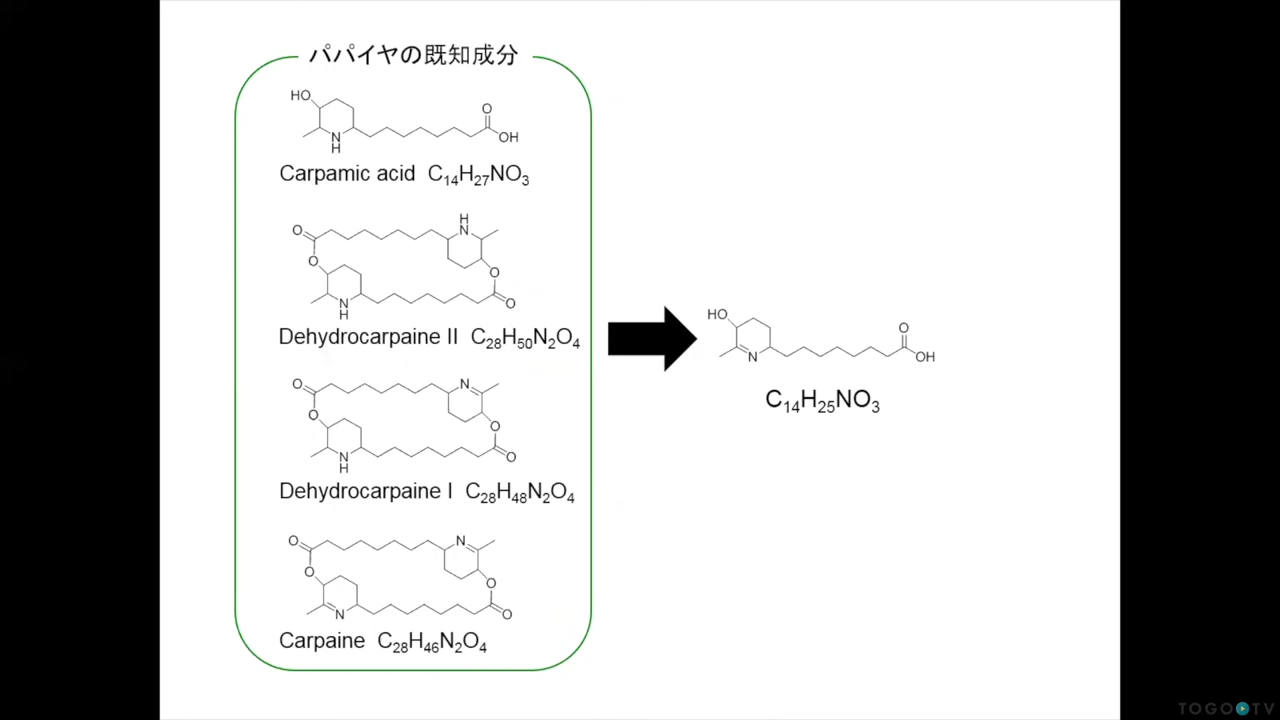 パパイヤの既知成分
HO
O
N
H
OH
Carpamic acid C14H27NO3
H
N
O
O
O
N
H
O
Dehydrocarpaine II C28H50N2O4
O
N
O
O
N
H
O
Dehydrocarpaine I C28H48N2O4
O
N
O
O
N
O
Carpaine C28H46N2O4
HO
O
N
OH
C14H25NO3
TOGO TV